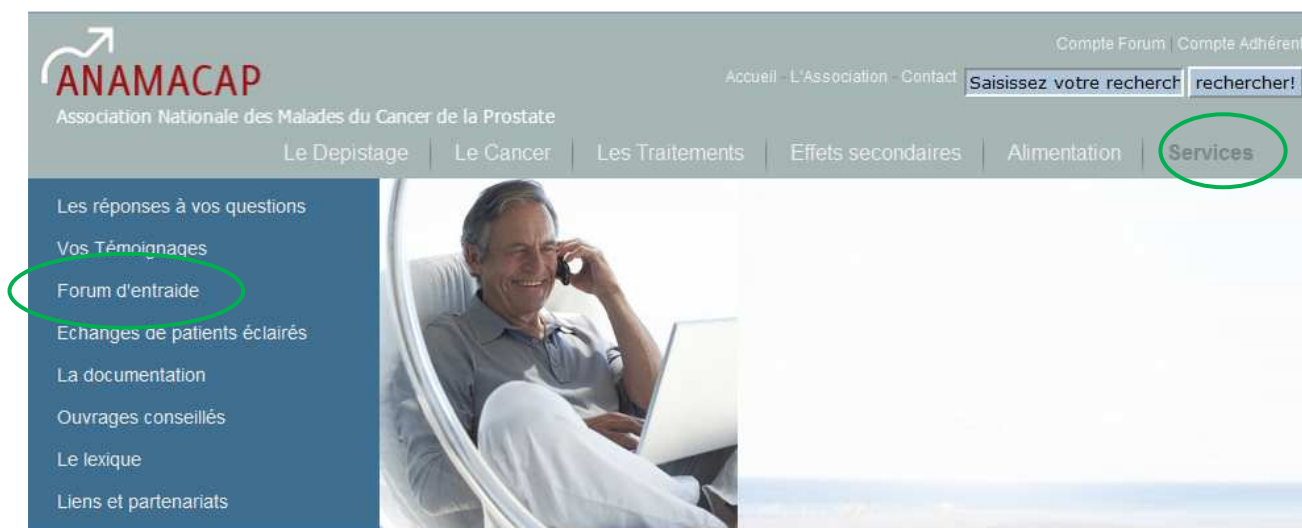 Compte Forum | Compte Adhérent
ANAMACAP
Accueil - L'Association - Contact
Saisissez votre recherch
rechercher!
Association Nationale des Malades du Cancer de la Prostate
Le Depistage | Le Cancer | Les Traitements | Effets secondaires | Alimentation | Services
Les réponses à vos questions
Vos Témoignages
Forum d'entraide
Echanges de patients éclairés
La documentation
Ouvrages conseillés
Le lexique
Liens et partenariats